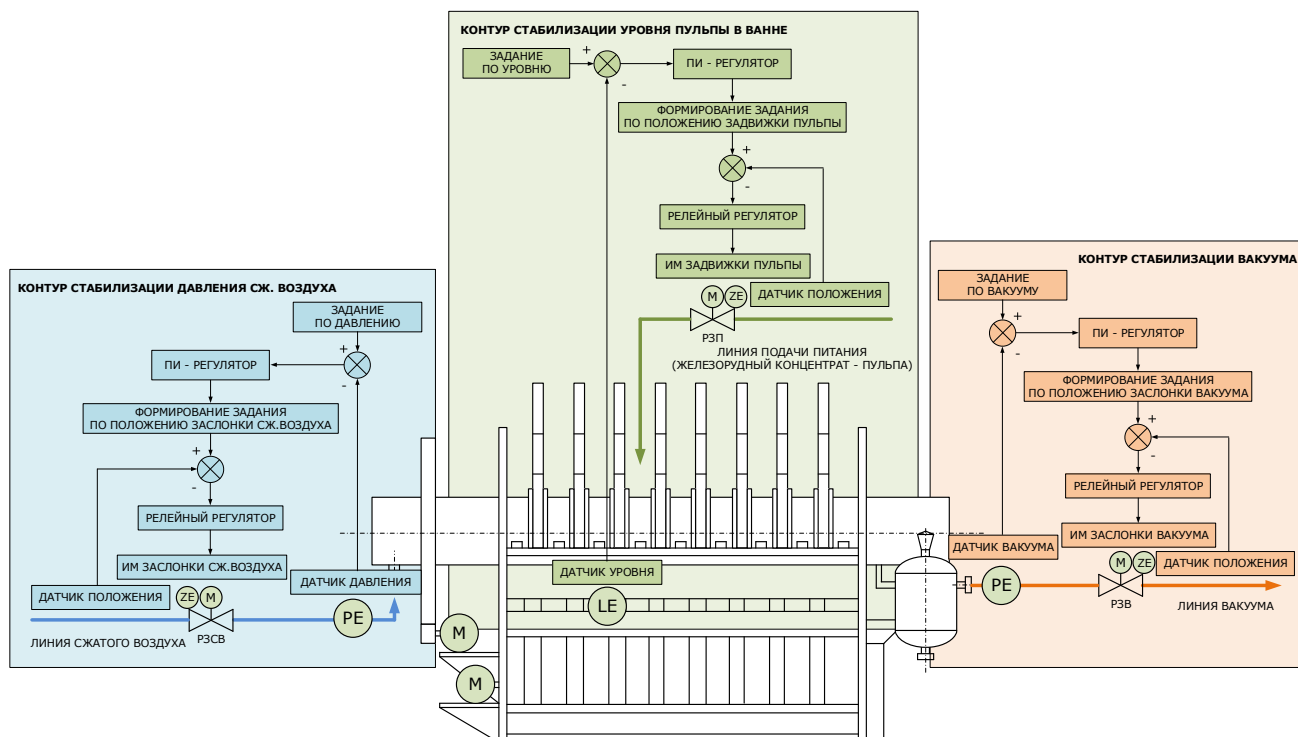 КОНТУР СТАБИЛИЗАЦИИ УРОВНЯ ПУЛЬПЫ В ВАННЕ
ЗАДАНИЕ
ПО УРОВНЮ
+
-
ПИ - РЕГУЛЯТОР
ФОРМИРОВАНИЕ ЗАДАНИЯ
ПО ПОЛОЖЕНИЮ ЗАДВИЖКИ ПУЛЬПЫ
+
-
РЕЛЕЙНЫЙ РЕГУЛЯТОР
ИМ ЗАДВИЖКИ ПУЛЬПЫ
ДАТЧИК ПОЛОЖЕНИЯ
M
ZE
РЗП
ЛИНИЯ ПОДАЧИ ПИТАНИЯ
(ЖЕЛЕЗОРУДНЫЙ КОНЦЕНТРАТ - ПУЛЬПА)
ДАТЧИК УРОВНЯ
LE
M
M
КОНТУР СТАБИЛИЗАЦИИ ДАВЛЕНИЯ СЖ. ВОЗДУХА
ЗАДАНИЕ
ПО ДАВЛЕНИЮ
+
-
ПИ - РЕГУЛЯТОР
ФОРМИРОВАНИЕ ЗАДАНИЯ
ПО ПОЛОЖЕНИЮ ЗАСЛОНКИ СЖ.ВОЗДУХА
+
-
РЕЛЕЙНЫЙ РЕГУЛЯТОР
ИМ ЗАСЛОНКИ СЖ.ВОЗДУХА
ДАТЧИК ДАВЛЕНИЯ
ДАТЧИК ПОЛОЖЕНИЯ
ZE
M
PE
РЗСВ
ЛИНИЯ СЖАТОГО ВОЗДУХА
КОНТУР СТАБИЛИЗАЦИИ ВАКУУМА
ЗАДАНИЕ
ПО ВАКУУМУ
+
-
ПИ - РЕГУЛЯТОР
ФОРМИРОВАНИЕ ЗАДАНИЯ
ПО ПОЛОЖЕНИЮ ЗАСЛОНКИ ВАКУУМА
+
-
РЕЛЕЙНЫЙ РЕГУЛЯТОР
ИМ ЗАСЛОНКИ ВАКУУМА
ДАТЧИК ВАКУУМА
ДАТЧИК ПОЛОЖЕНИЯ
M
ZE
PE
РЗВ
ЛИНИЯ ВАКУУМА